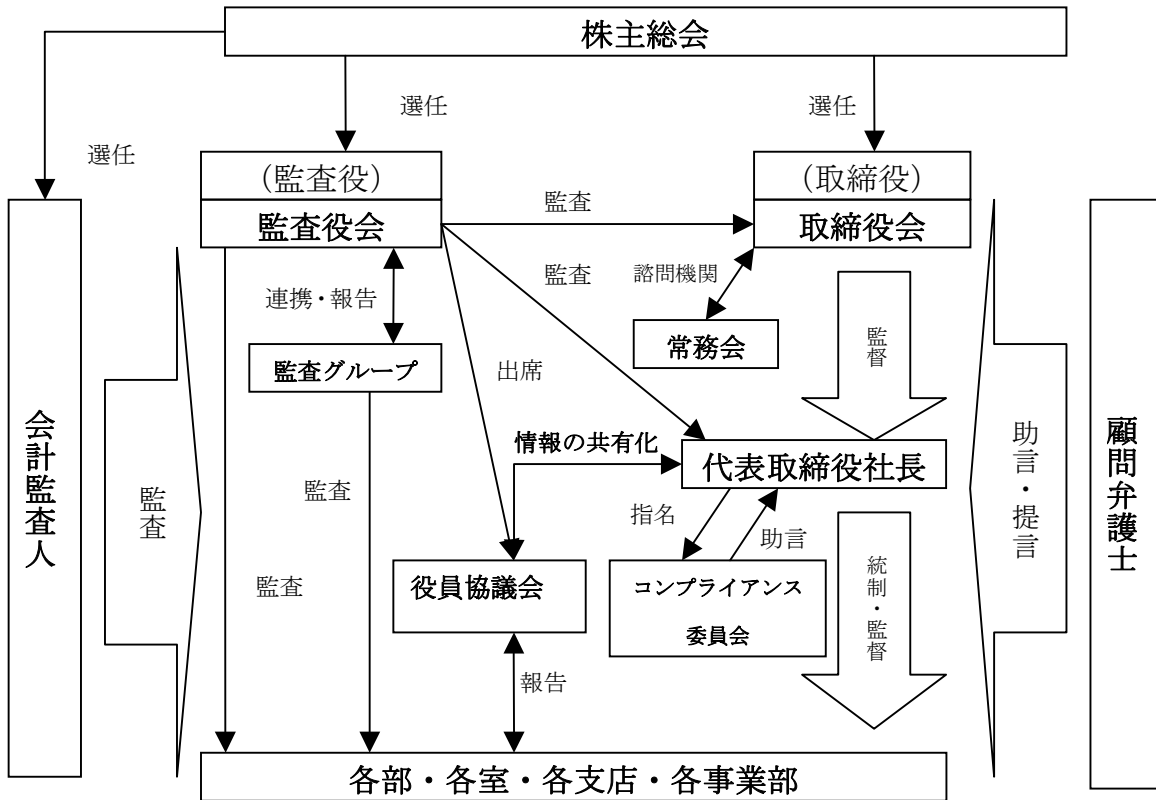 株主総会
選任
選任
選任
（監査役）
監査役会
（取締役）
取締役会
監査
監査
諮問機関
連携・報告
常務会
監督
監査グループ
出席
情報の共有化
代表取締役社長
会計監査人
監査
監査
監査
指名
助言
助言・提言
顧問弁護士
役員協議会
コンプライアンス
委員会
統制・監督
報告
各部・各室・各支店・各事業部